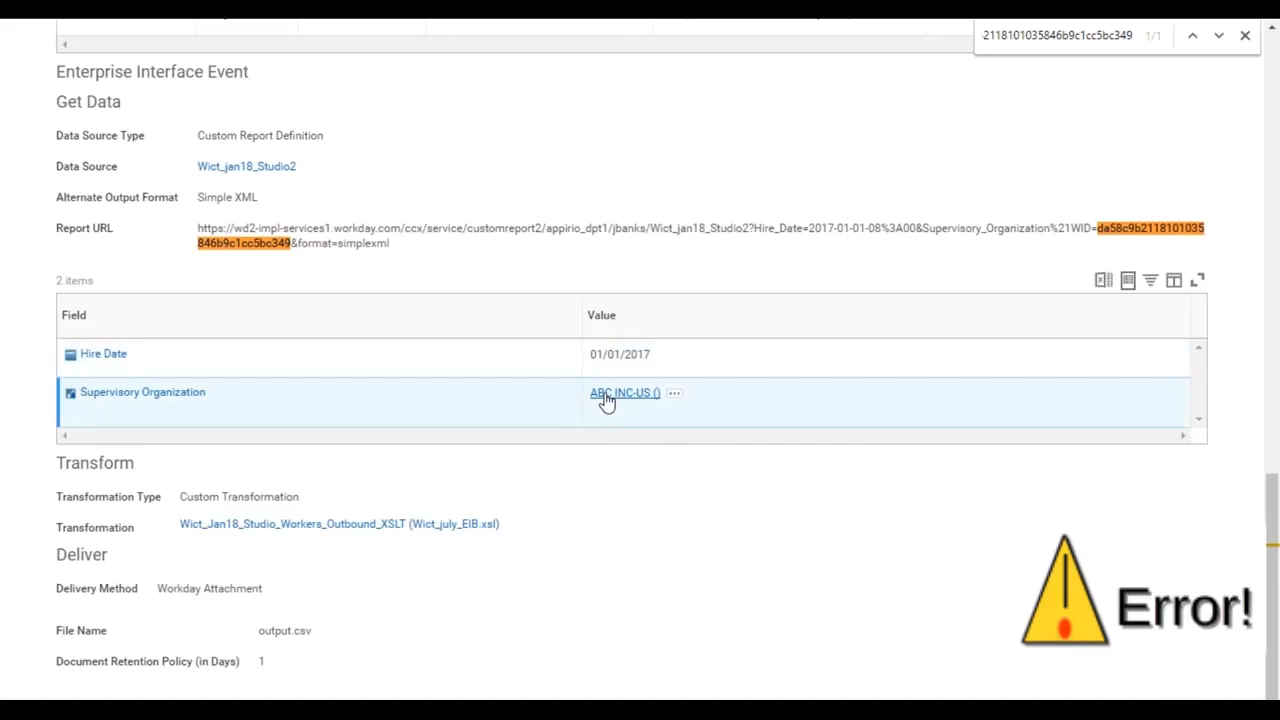 2118101035846b9c1cc5bc349 1/1
Enterprise Interface Event
Get Data
Data Source Type Custom Report Definition
Data Source Wict_jan18_Studio2
Alternate Output Format Simple XML
Report URL https://wd2-impl-services1.workday.com/ccx/service/customreport2/appirio_dpt1/jbanks/Wict_jan18_Studio2?Hire_Date=2017-01-01-08%3A00&Supervisory_Organization%21WID=da58c9b2118101035
846b9c1cc5bc349&format=simplexml
2 items
Field Value
Hire Date 01/01/2017
Supervisory Organization ABC INC-US ()
Transform
Transformation Type Custom Transformation
Transformation Wict_Jan18_Studio_Workers_Outbound_XSLT (Wict_july_EIB.xsl)
Deliver
Delivery Method Workday Attachment
Error!
File Name output.csv
Document Retention Policy (in Days) 1